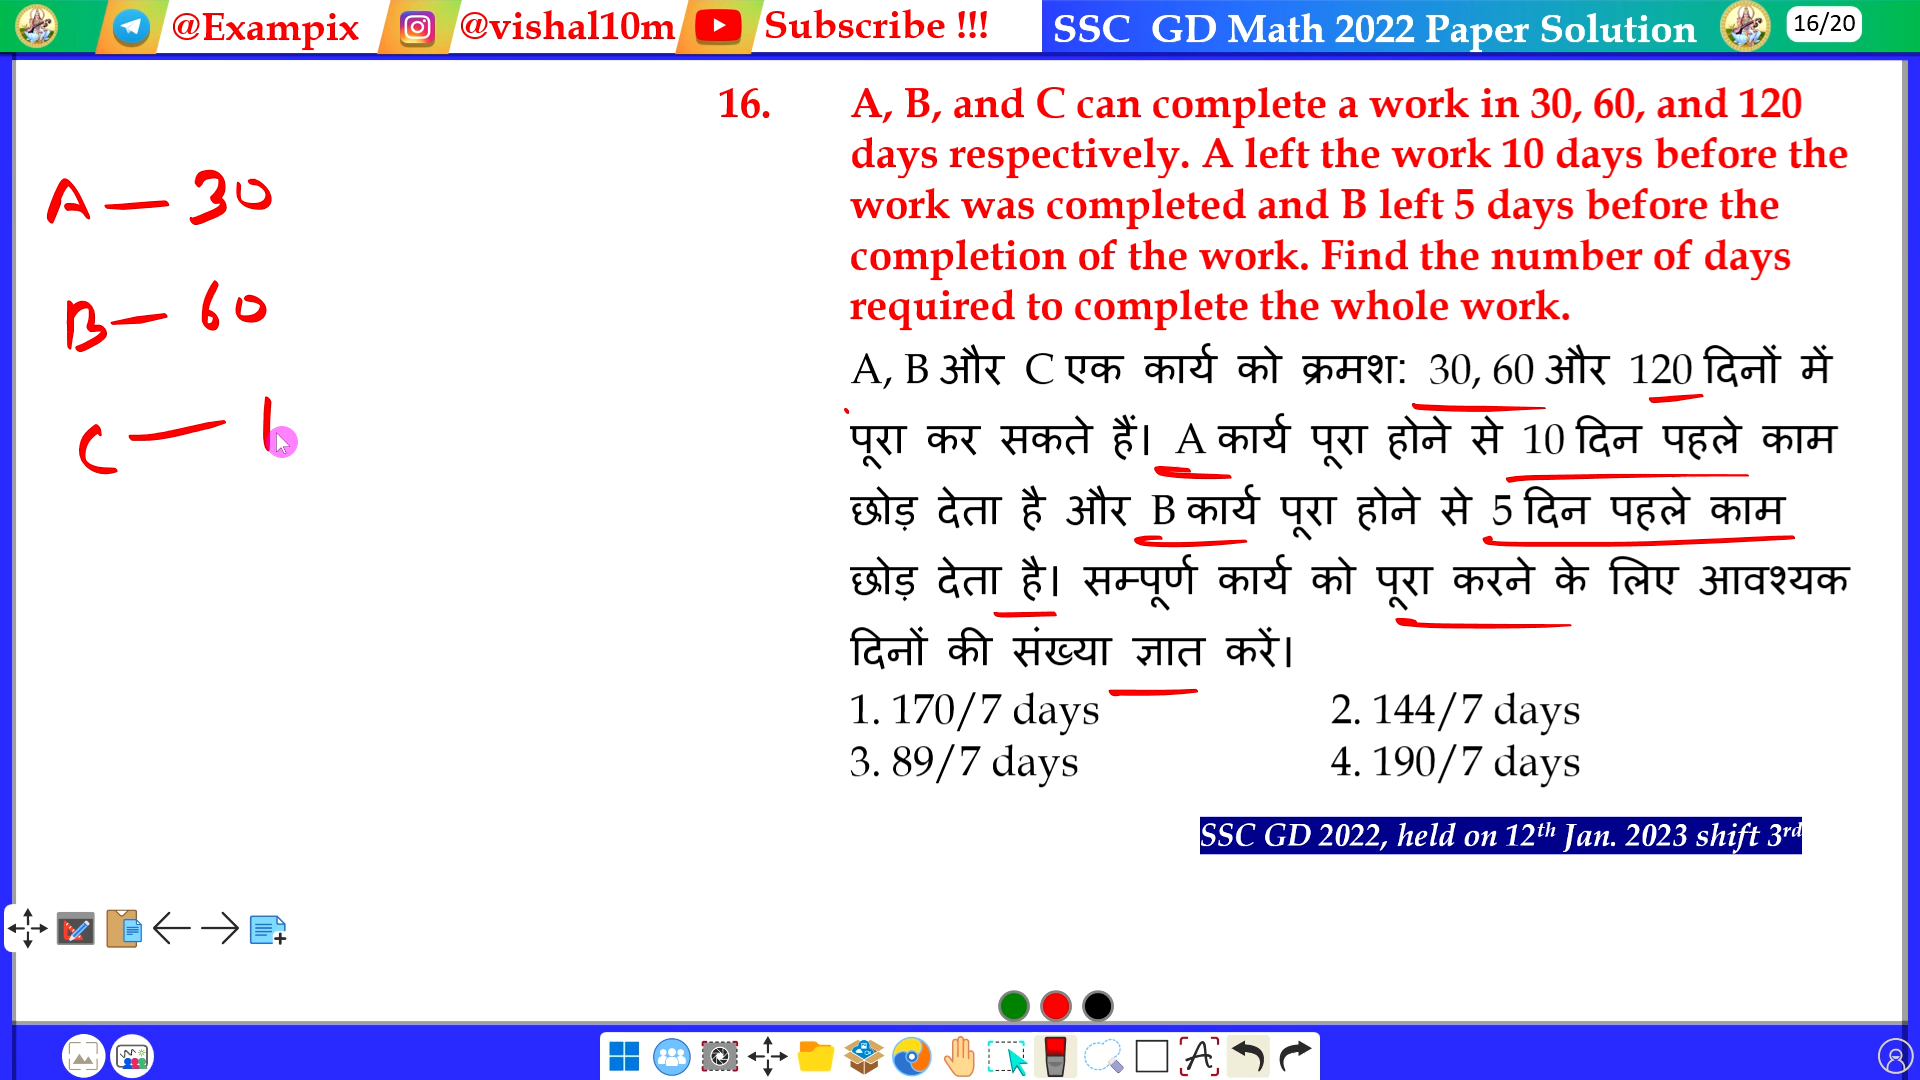 @Exampix @vishal10m Subscribe !!! SSC GD Math 2022 Paper Solution 16/20
16. A, B, and C can complete a work in 30, 60, and 120
days respectively. A left the work 10 days before the
work was completed and B left 5 days before the
completion of the work. Find the number of days
required to complete the whole work.
A, B और C एक कार्य को क्रमश: 30, 60 और 120 दिनों में
पूरा कर सकते हैं। A कार्य पूरा होने से 10 दिन पहले काम
छोड़ देता है और B कार्य पूरा होने से 5 दिन पहले काम
छोड़ देता है। सम्पूर्ण कार्य को पूरा करने के लिए आवश्यक
दिनों की संख्या ज्ञात करें।
1. 170/7 days 2. 144/7 days
3. 89/7 days 4. 190/7 days
SSC GD 2022, held on 12th Jan. 2023 shift 3rd
A — 30
B — 60
C —